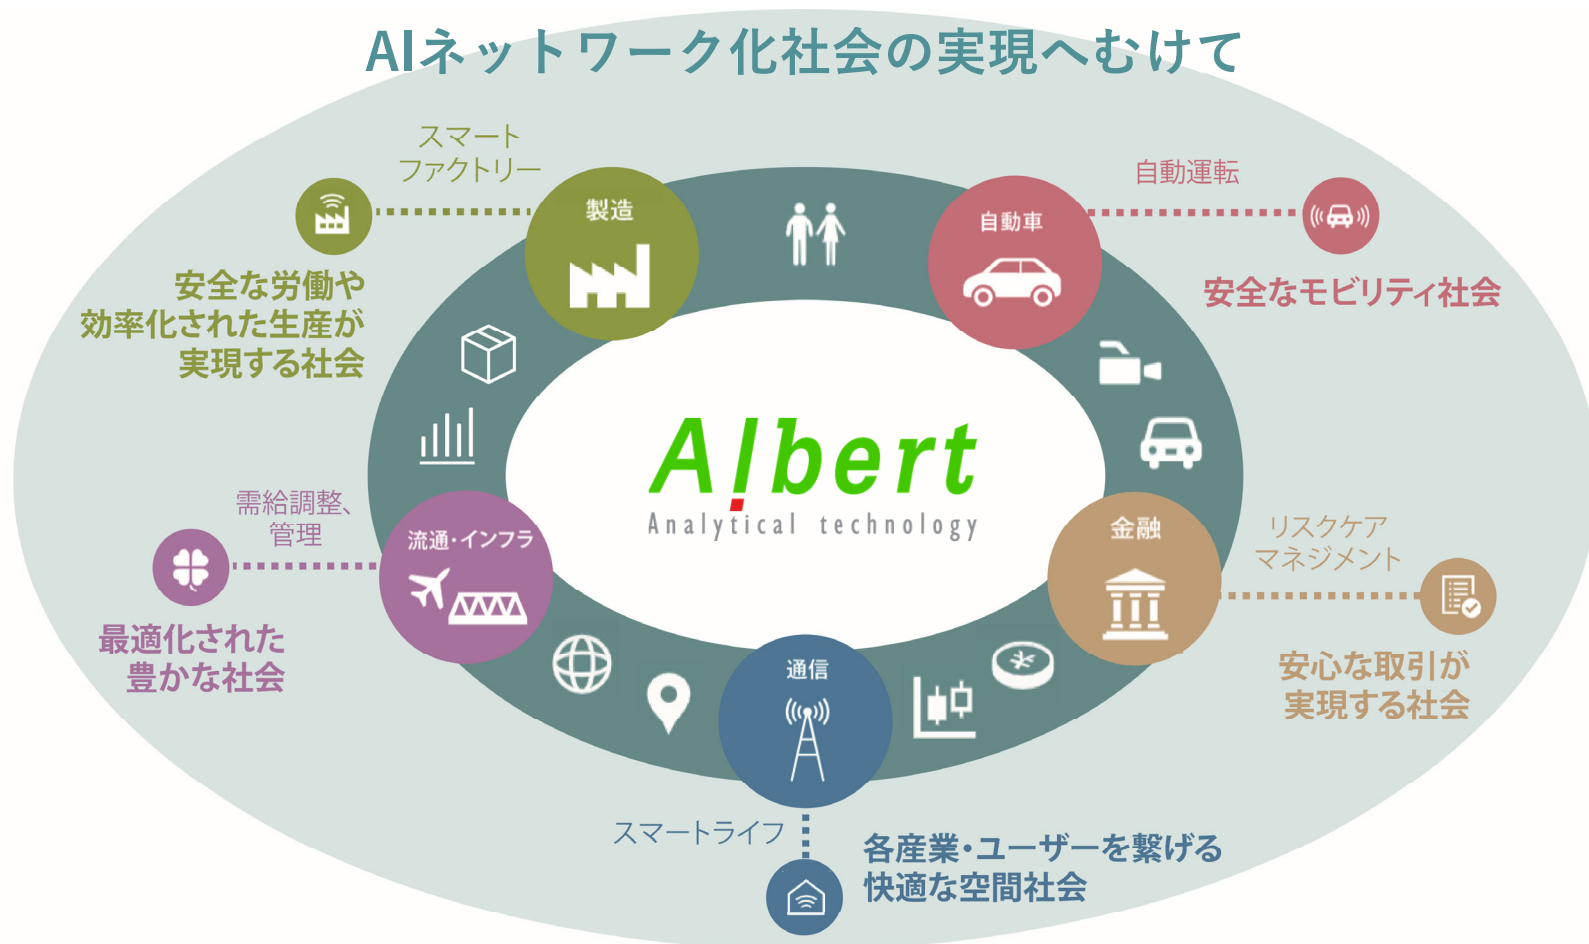 AIネットワーク化社会の実現へむけて
スマート
ファクトリー
製造
安全な労働や
効率化された生産が
実現する社会
自動運転
自動車
安全なモビリティ社会
Albert
Analytical technology
需給調整、
管理
流通・インフラ
最適化された
豊かな社会
金融
リスクケア
マネジメント
安心な取引が
実現する社会
通信
スマートライフ
各産業・ユーザーを繋げる
快適な空間社会